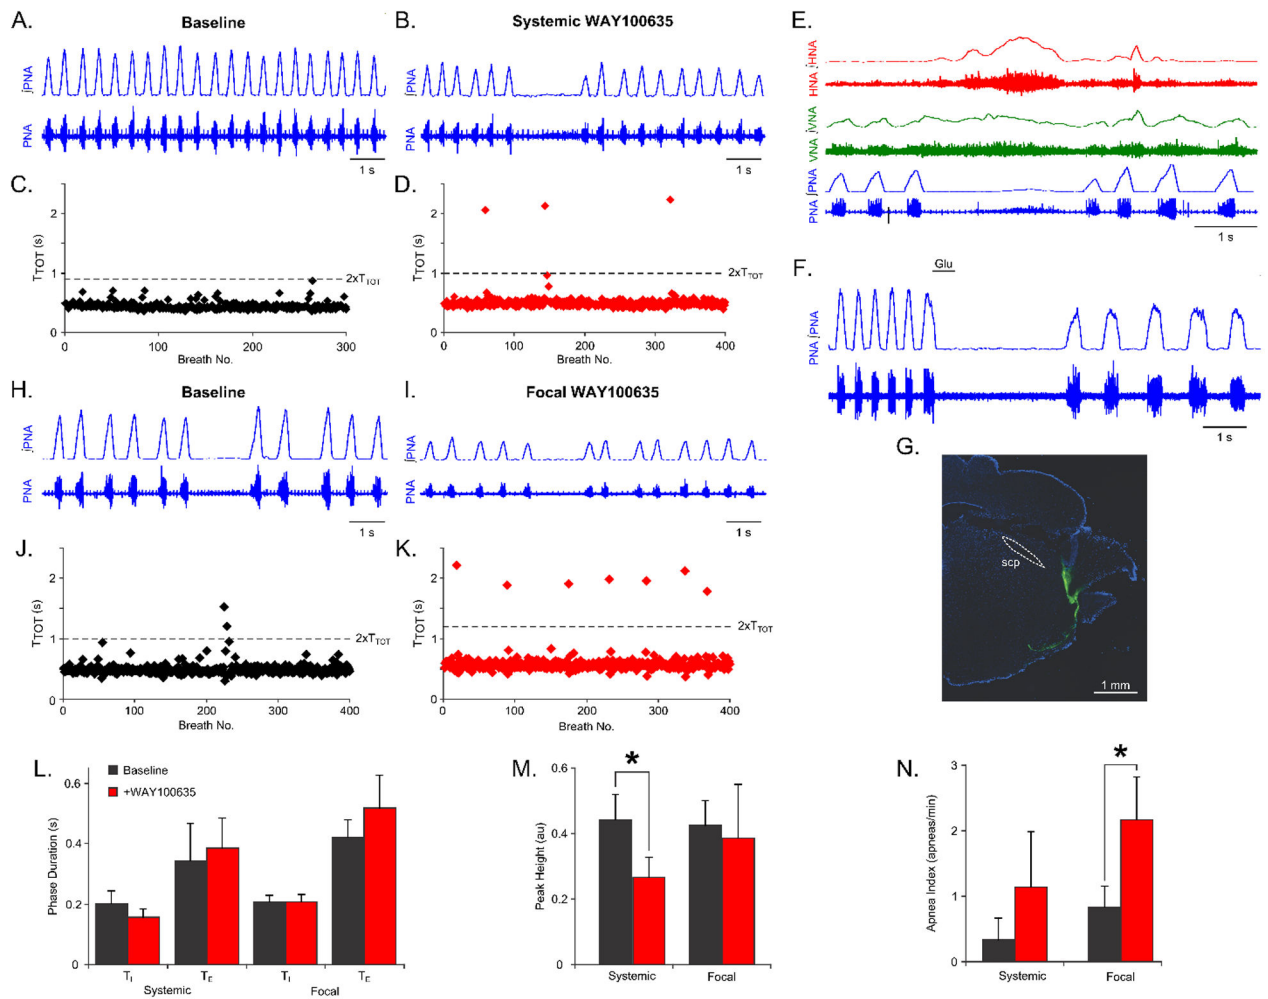 A.
Baseline
∫PNA
PNA
1 s
B.
Systemic WAY100635
∫PNA
PNA
1 s
C.
TTOT (s)
2
1
0
2xTTOT
0 100 200 300
Breath No.
D.
TTOT (s)
2
1
0
2xTTOT
0 100 200 300 400
Breath No.
E.
∫HNA
HNA
∫VNA
VNA
∫PNA
PNA
1 s
F.
Glu
∫PNA
PNA
1 s
G.
scp
1 mm
H.
Baseline
∫PNA
PNA
1 s
I.
Focal WAY100635
∫PNA
PNA
1 s
J.
TTOT (s)
2
1
0
2xTTOT
0 100 200 300 400
Breath No.
K.
TTOT (s)
2
1
0
2xTTOT
0 100 200 300 400
Breath No.
L.
Baseline
+WAY100635
Phase Duration (s)
0.6
0.4
0.2
0
TI TE TI TE
Systemic Focal
M.
*
Peak Height (au)
0.6
0.4
0.2
0
Systemic Focal
N.
*
Apnea Index (apneas/min)
3
2
1
0
Systemic Focal